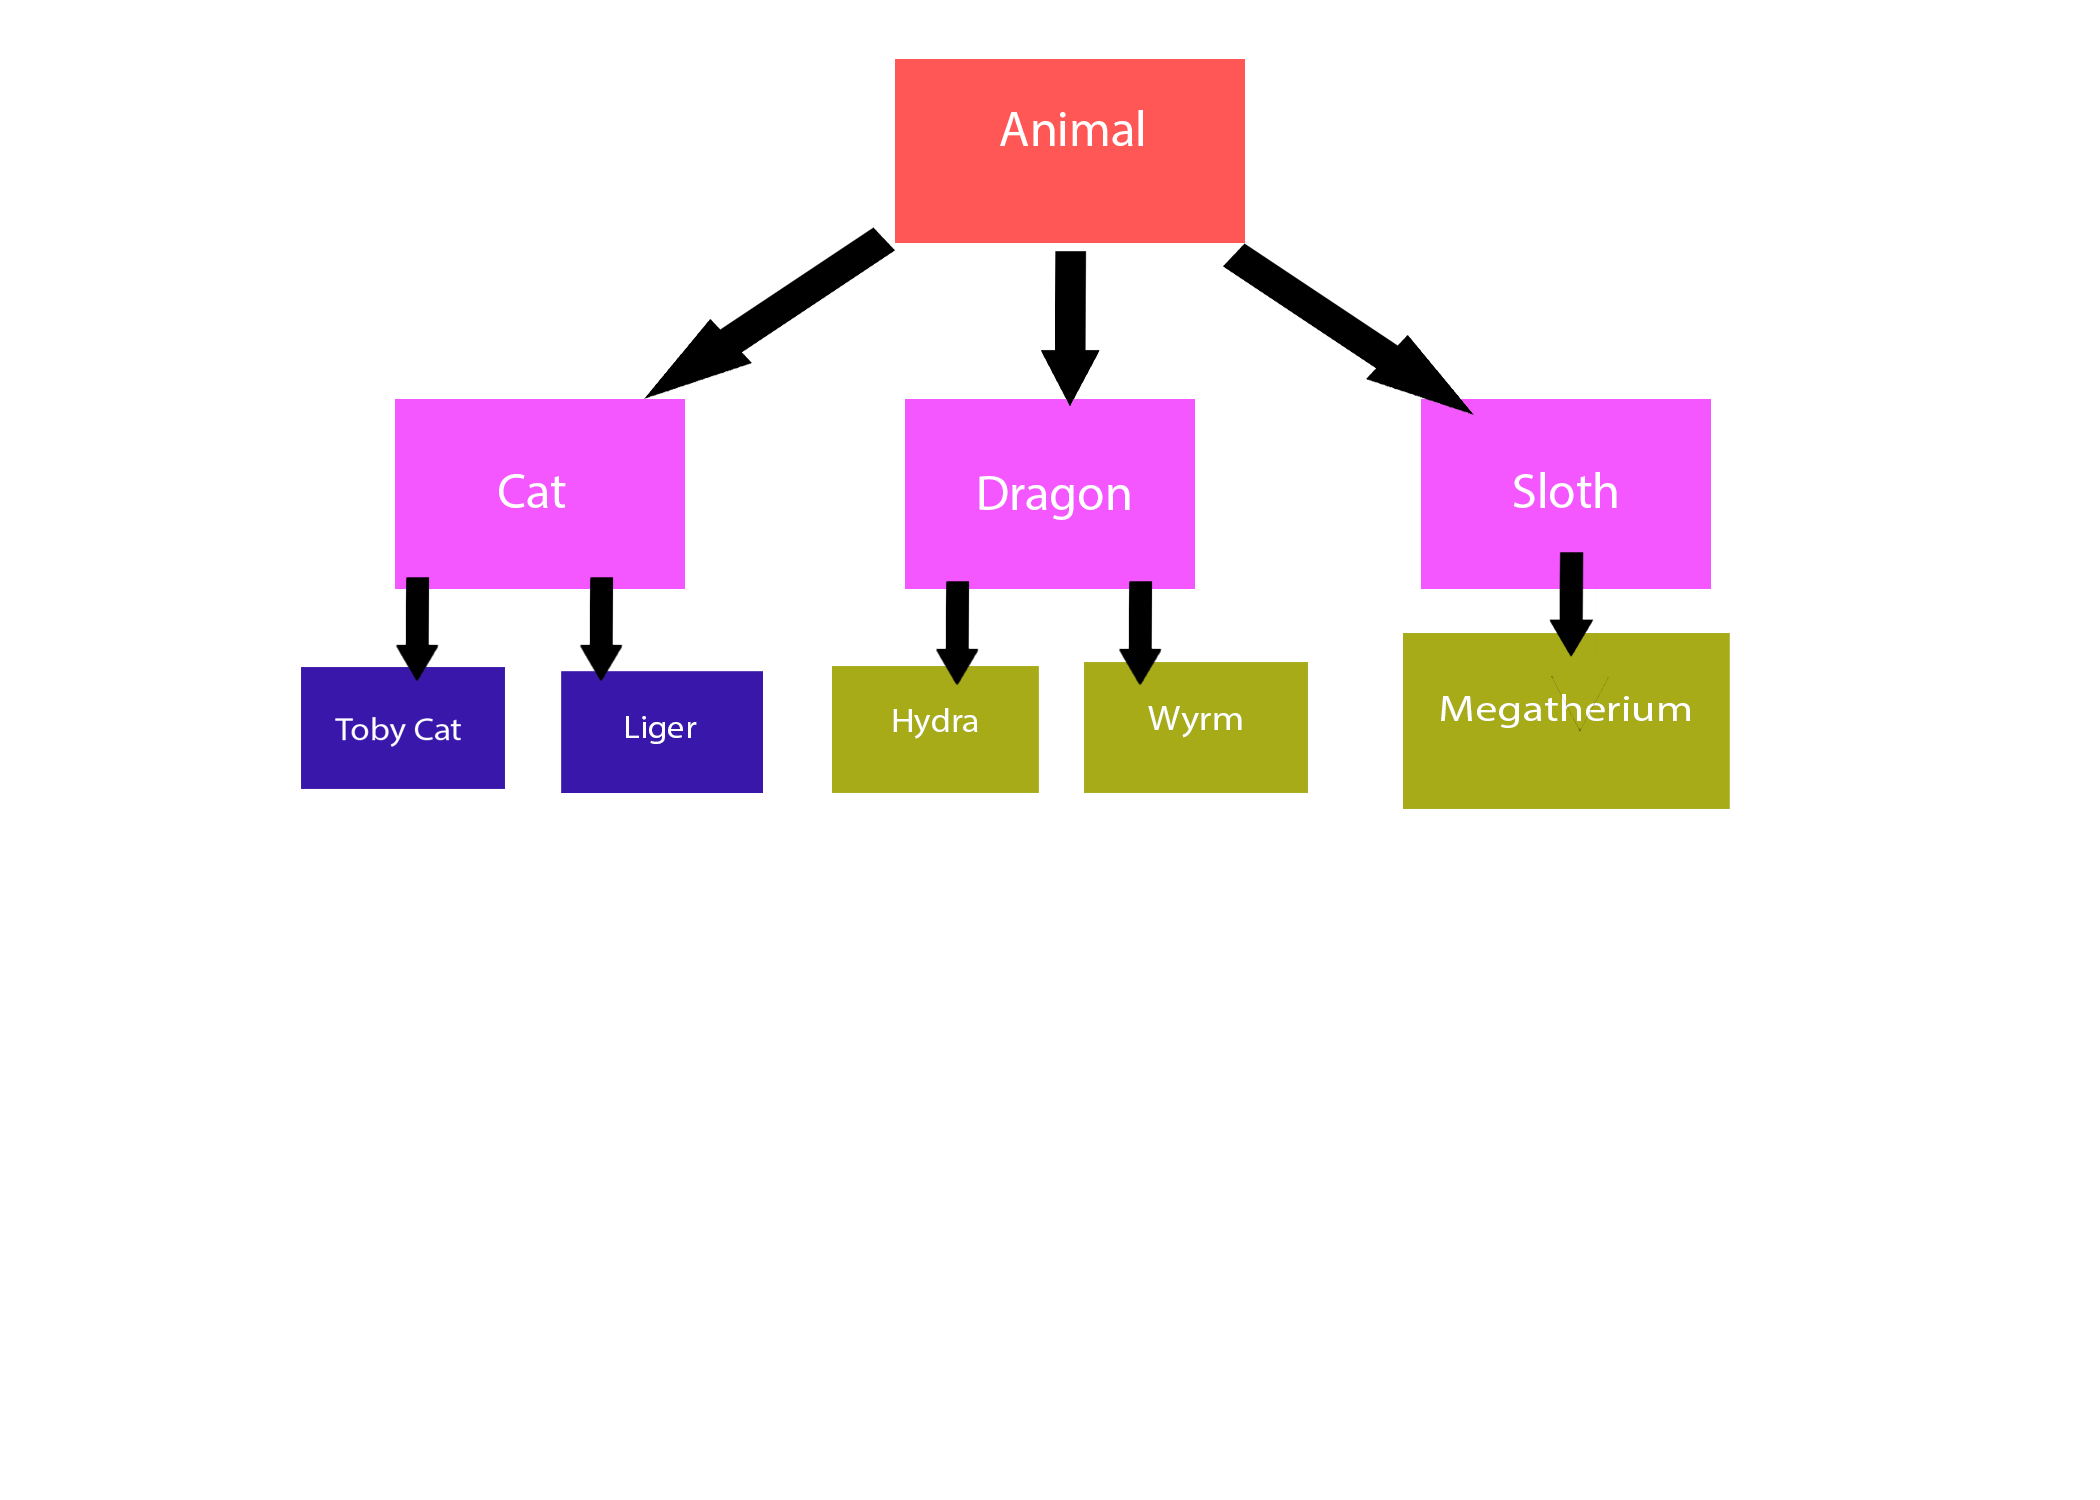 Animal
Cat
Dragon
Sloth
Toby Cat
Liger
Hydra
Wyrm
Megatherium